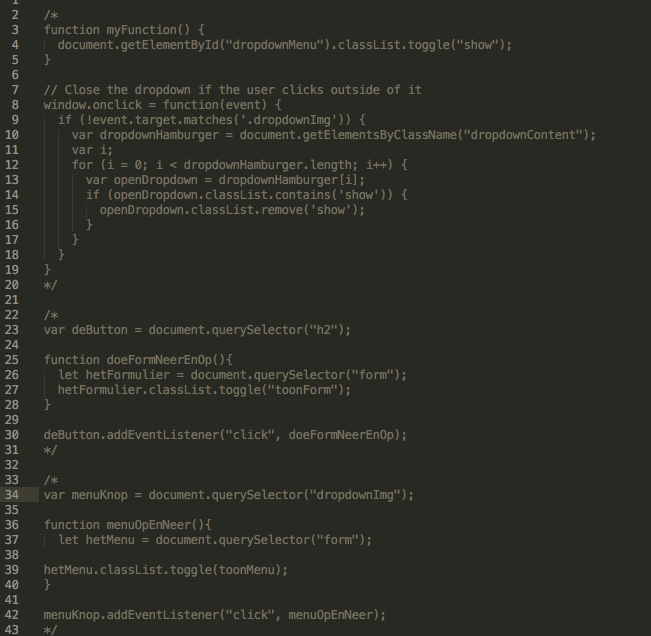 1
2 /*
3 function myFunction() {
4   document.getElementById("dropdownMenu").classList.toggle("show");
5 }
6
7 // Close the dropdown if the user clicks outside of it
8 window.onclick = function(event) {
9   if (!event.target.matches('.dropdownImg')) {
10     var dropdownHamburger = document.getElementsByClassName("dropdownContent");
11     var i;
12     for (i = 0; i < dropdownHamburger.length; i++) {
13       var openDropdown = dropdownHamburger[i];
14       if (openDropdown.classList.contains('show')) {
15         openDropdown.classList.remove('show');
16       }
17     }
18   }
19 }
20 */
21
22 /*
23 var deButton = document.querySelector("h2");
24
25 function doeFormNeerEnOp(){
26   let hetFormulier = document.querySelector("form");
27   hetFormulier.classList.toggle("toonForm");
28 }
29
30 deButton.addEventListener("click", doeFormNeerEnOp);
31 */
32
33 /*
34 var menuKnop = document.querySelector("dropdownImg");
35
36 function menuOpEnNeer(){
37   let hetMenu = document.querySelector("form");
38
39 hetMenu.classList.toggle(toonMenu);
40 }
41
42 menuKnop.addEventListener("click", menuOpEnNeer);
43 */